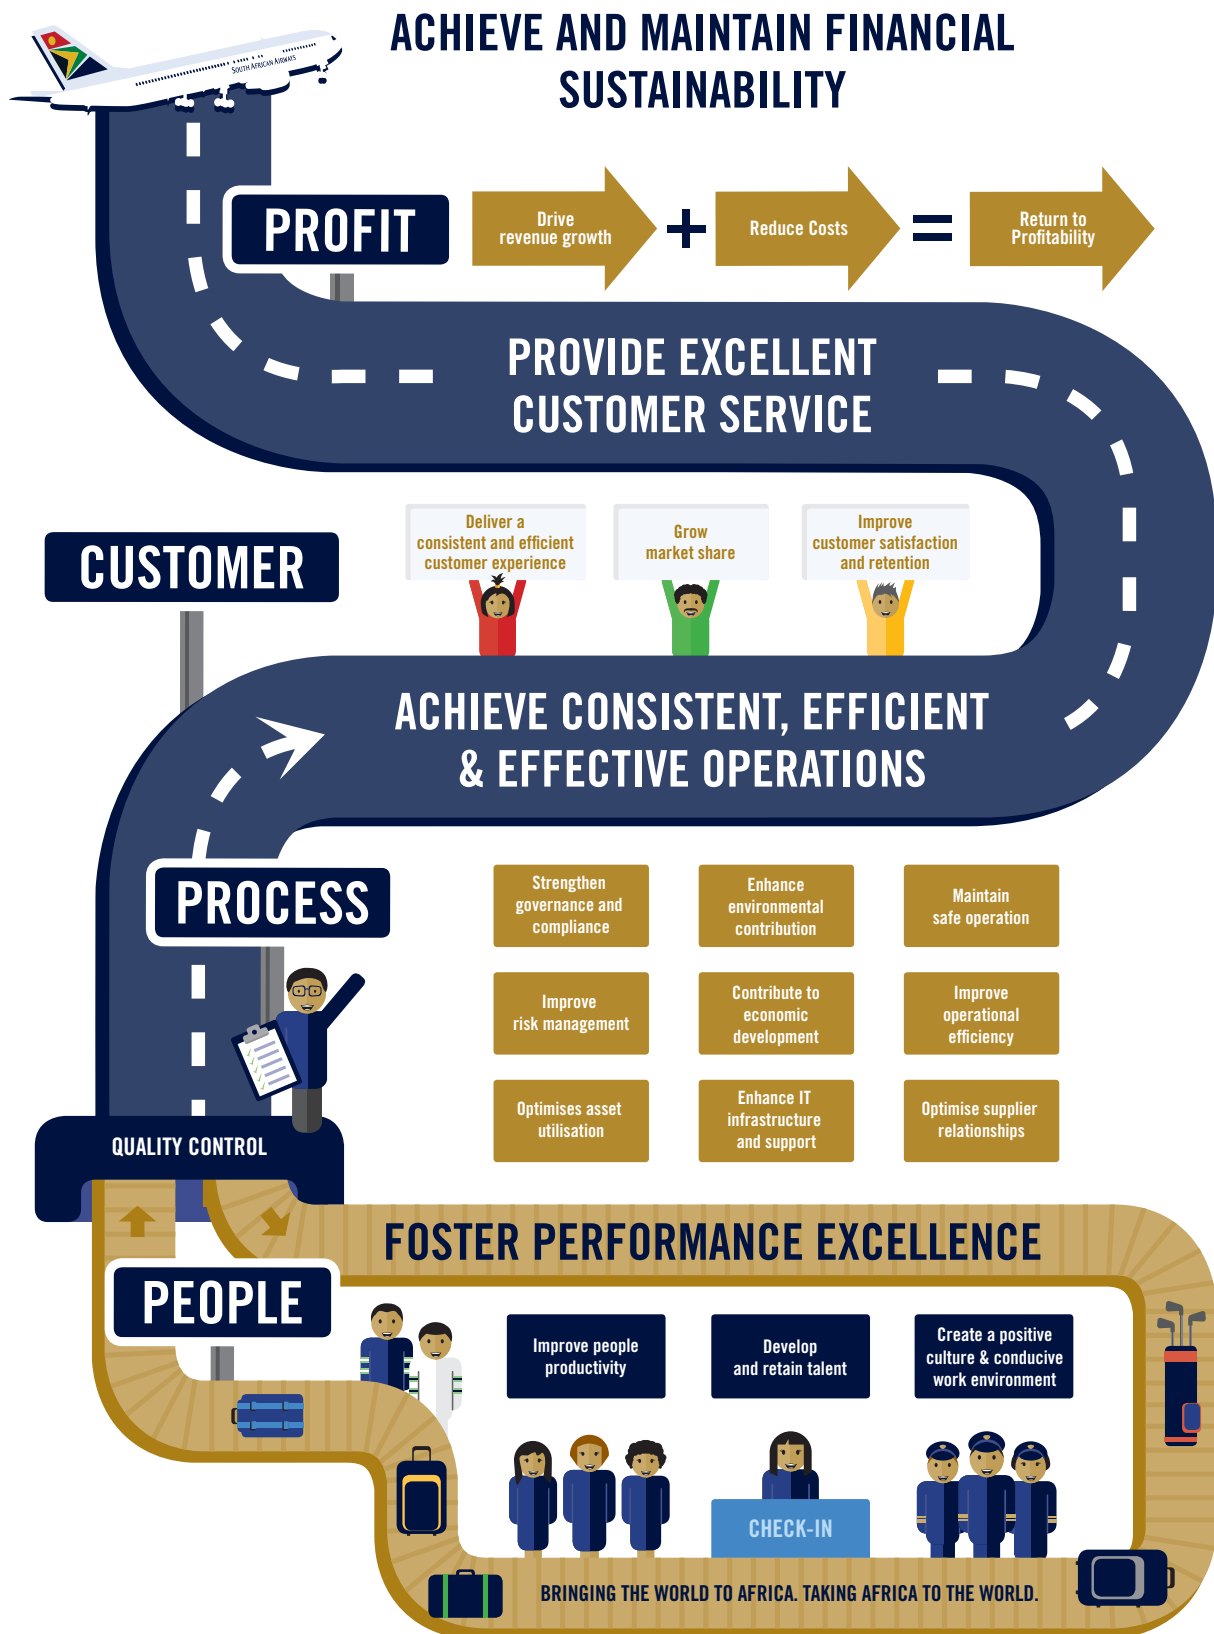 ACHIEVE AND MAINTAIN FINANCIAL
SUSTAINABILITY
SOUTH AFRICAN AIRWAYS
PROFIT
Drive
revenue growth
+
Reduce Costs
=
Return to
Profitability
PROVIDE EXCELLENT
CUSTOMER SERVICE
CUSTOMER
Deliver a
consistent and efficient
customer experience
Grow
market share
Improve
customer satisfaction
and retention
ACHIEVE CONSISTENT, EFFICIENT
& EFFECTIVE OPERATIONS
PROCESS
Strengthen
governance and
compliance
Enhance
environmental
contribution
Maintain
safe operation
Improve
risk management
Contribute to
economic
development
Improve
operational
efficiency
Optimises asset
utilisation
Enhance IT
infrastructure
and support
Optimise supplier
relationships
QUALITY CONTROL
FOSTER PERFORMANCE EXCELLENCE
PEOPLE
Improve people
productivity
Develop
and retain talent
Create a positive
culture & conducive
work environment
CHECK-IN
BRINGING THE WORLD TO AFRICA. TAKING AFRICA TO THE WORLD.